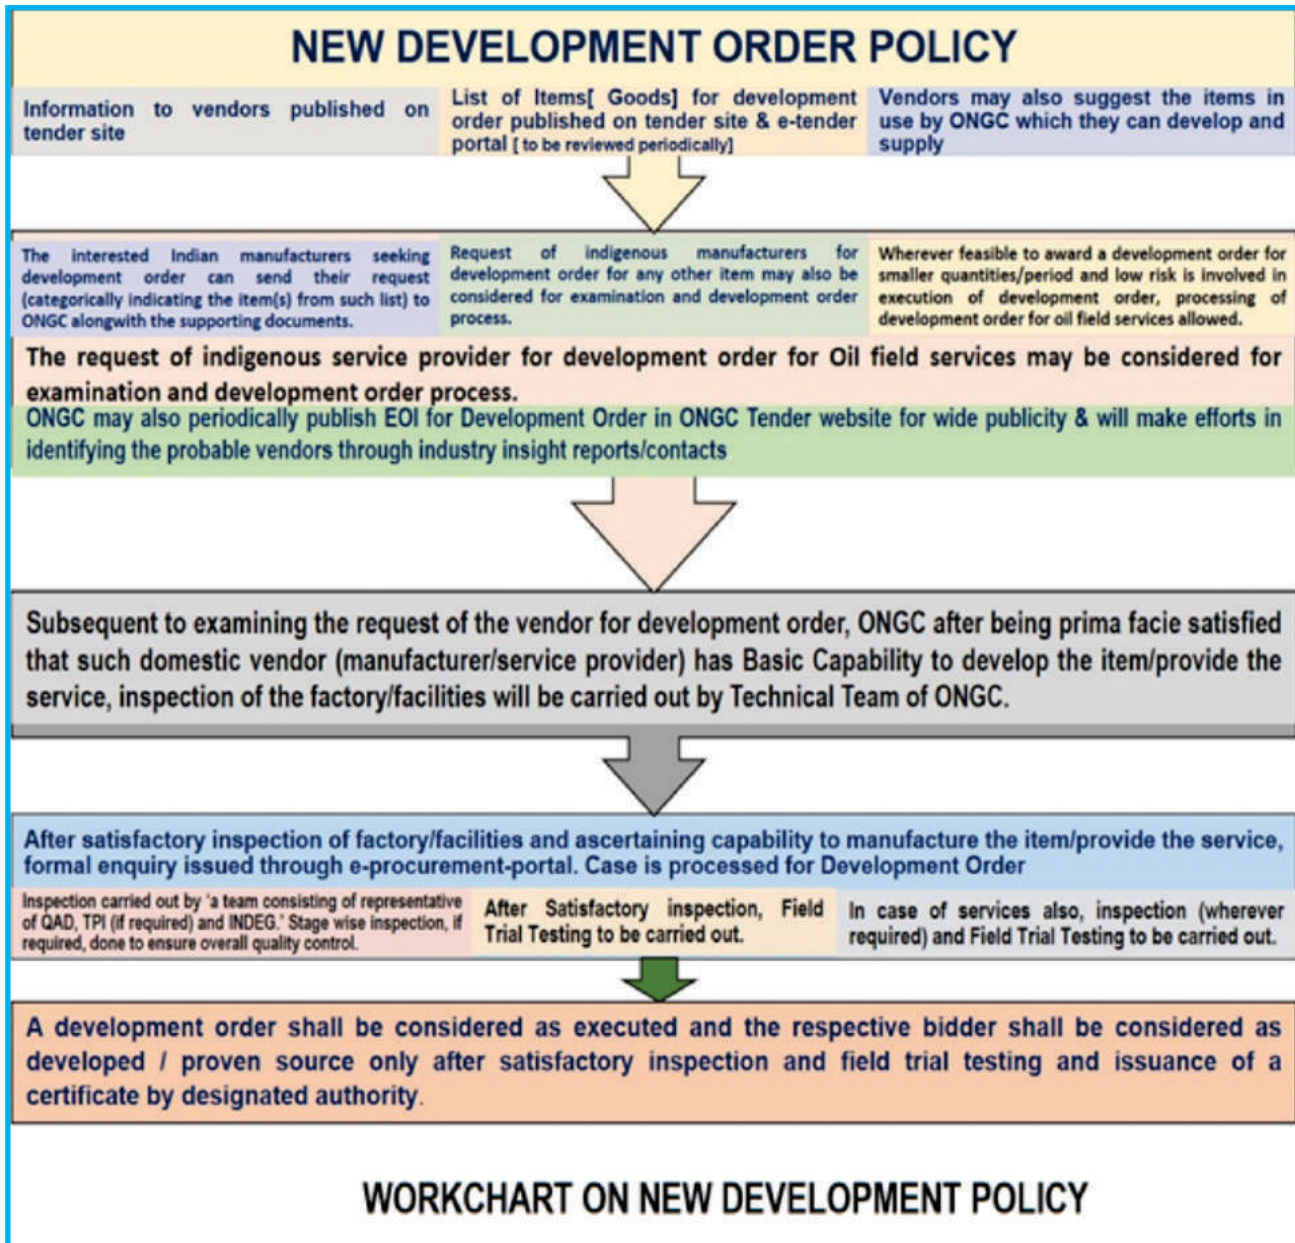 NEW DEVELOPMENT ORDER POLICY
Information to vendors published on
tender site
List of Items[ Goods] for development
order published on tender site & e-tender
portal [ to be reviewed periodically]
Vendors may also suggest the items in
use by ONGC which they can develop and
supply
The interested Indian manufacturers seeking
development order can send their request
(categorically indicating the item(s) from such list) to
ONGC alongwith the supporting documents.
Request of indigenous manufacturers for
development order for any other item may also be
considered for examination and development order
process.
Wherever feasible to award a development order for
smaller quantities/period and low risk is involved in
execution of development order, processing of
development order for oil field services allowed.
The request of indigenous service provider for development order for Oil field services may be considered for
examination and development order process.
ONGC may also periodically publish EOI for Development Order in ONGC Tender website for wide publicity & will make efforts in
identifying the probable vendors through industry insight reports/contacts
Subsequent to examining the request of the vendor for development order, ONGC after being prima facie satisfied
that such domestic vendor (manufacturer/service provider) has Basic Capability to develop the item/provide the
service, inspection of the factory/facilities will be carried out by Technical Team of ONGC.
After satisfactory inspection of factory/facilities and ascertaining capability to manufacture the item/provide the service,
formal enquiry issued through e-procurement-portal. Case is processed for Development Order
Inspection carried out by 'a team consisting of representative
of QAD, TPI (if required) and INDEG.' Stage wise inspection, if
required, done to ensure overall quality control.
After Satisfactory inspection, Field
Trial Testing to be carried out.
In case of services also, inspection (wherever
required) and Field Trial Testing to be carried out.
A development order shall be considered as executed and the respective bidder shall be considered as
developed / proven source only after satisfactory inspection and field trial testing and issuance of a
certificate by designated authority.
WORKCHART ON NEW DEVELOPMENT POLICY